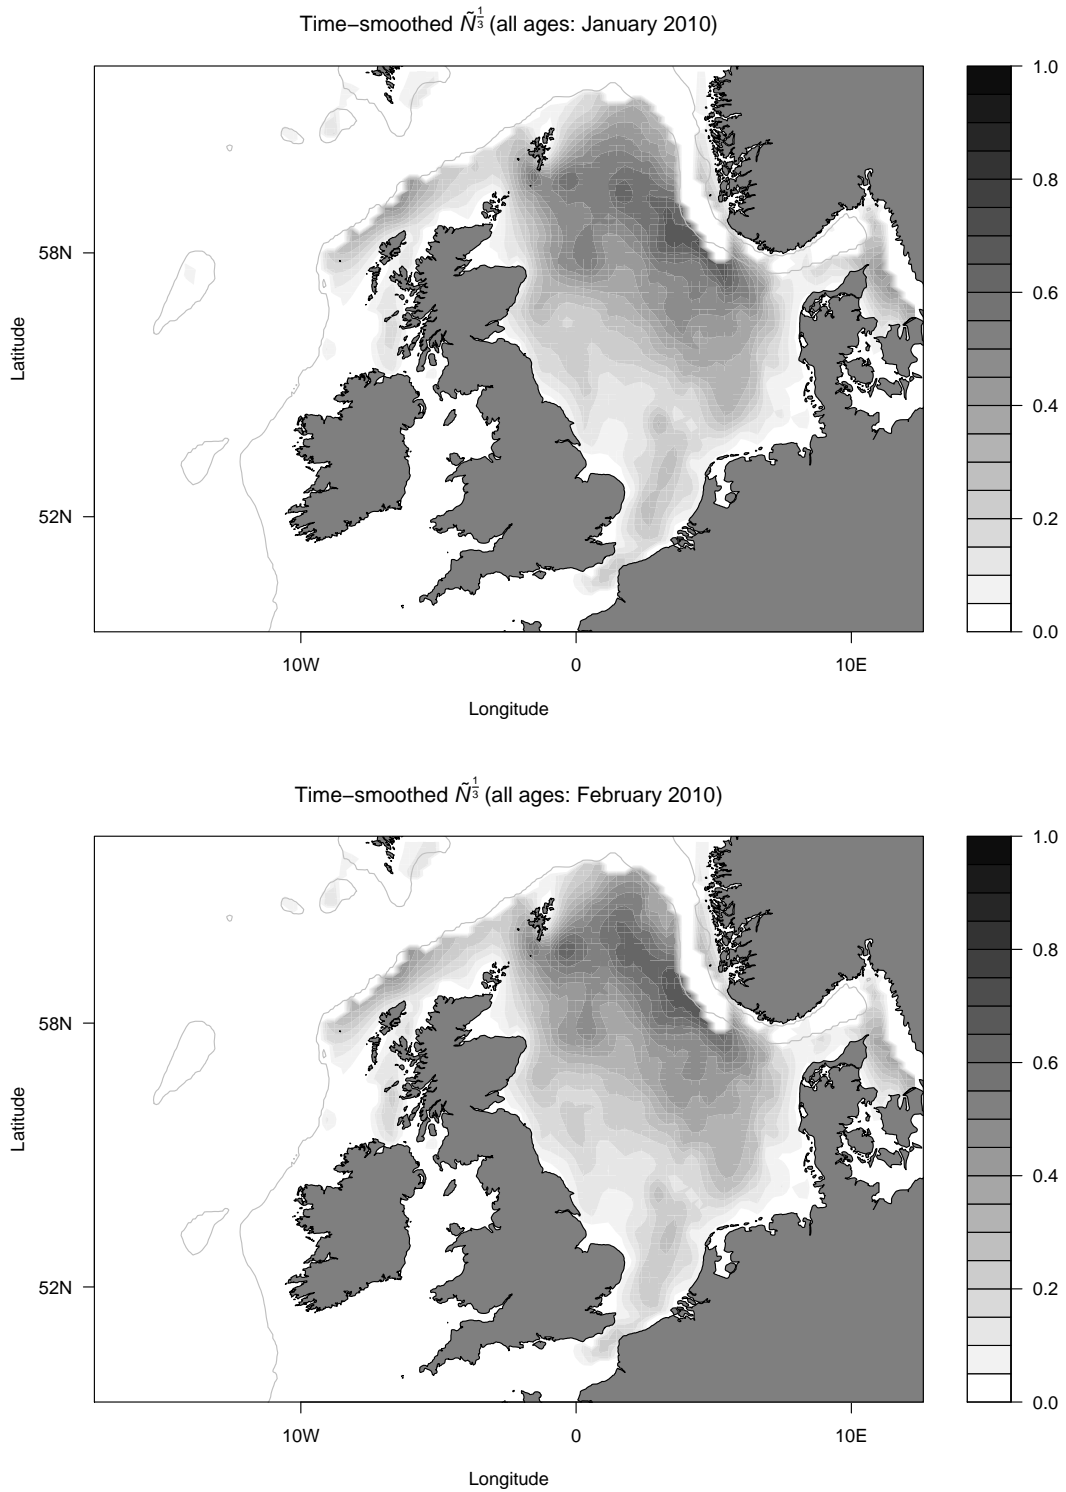 Time−smoothed Ñ^{1/3} (all ages: January 2010)
1.0
0.8
58N
0.6
Latitude
0.4
52N
0.2
0.0
10W 0 10E
Longitude
Time−smoothed Ñ^{1/3} (all ages: February 2010)
1.0
0.8
58N
0.6
Latitude
0.4
52N
0.2
0.0
10W 0 10E
Longitude